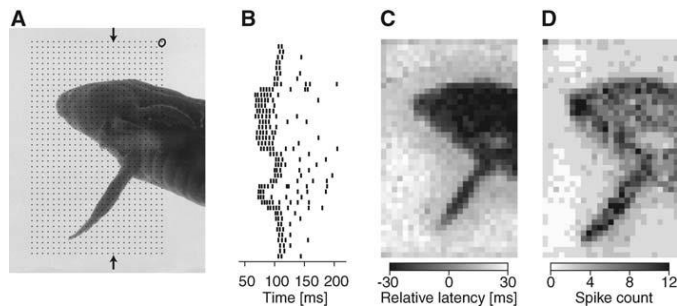 A
B
C
D
50 100 150 200
Time [ms]
-30 0 30
Relative latency [ms]
0 4 8 12
Spike count